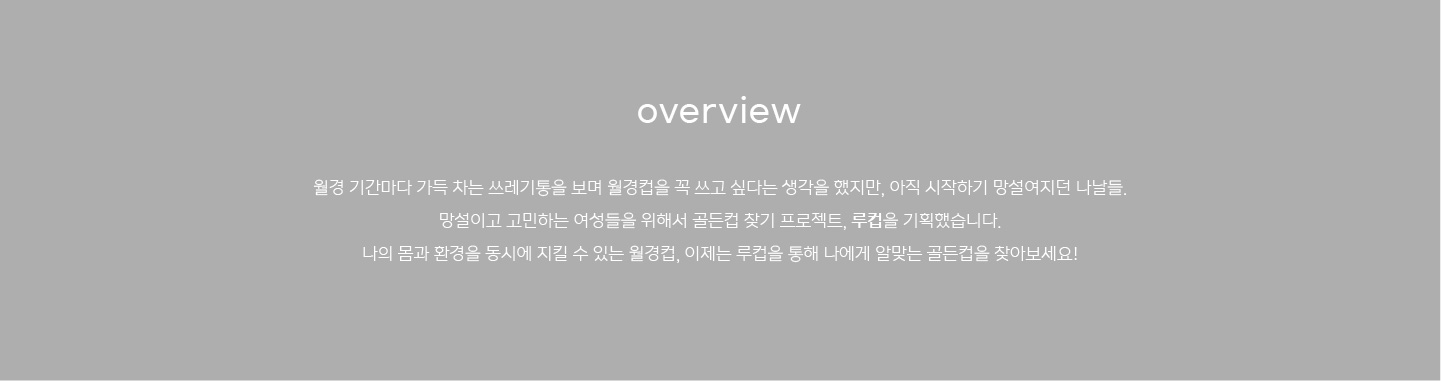 overview
월경 기간마다 가득 차는 쓰레기통을 보며 월경컵을 꼭 쓰고 싶다는 생각을 했지만, 아직 시작하기 망설여지던 나날들.
망설이고 고민하는 여성들을 위해서 골든컵 찾기 프로젝트, 루컵을 기획했습니다.
나의 몸과 환경을 동시에 지킬 수 있는 월경컵, 이제는 루컵을 통해 나에게 알맞는 골든컵을 찾아보세요!